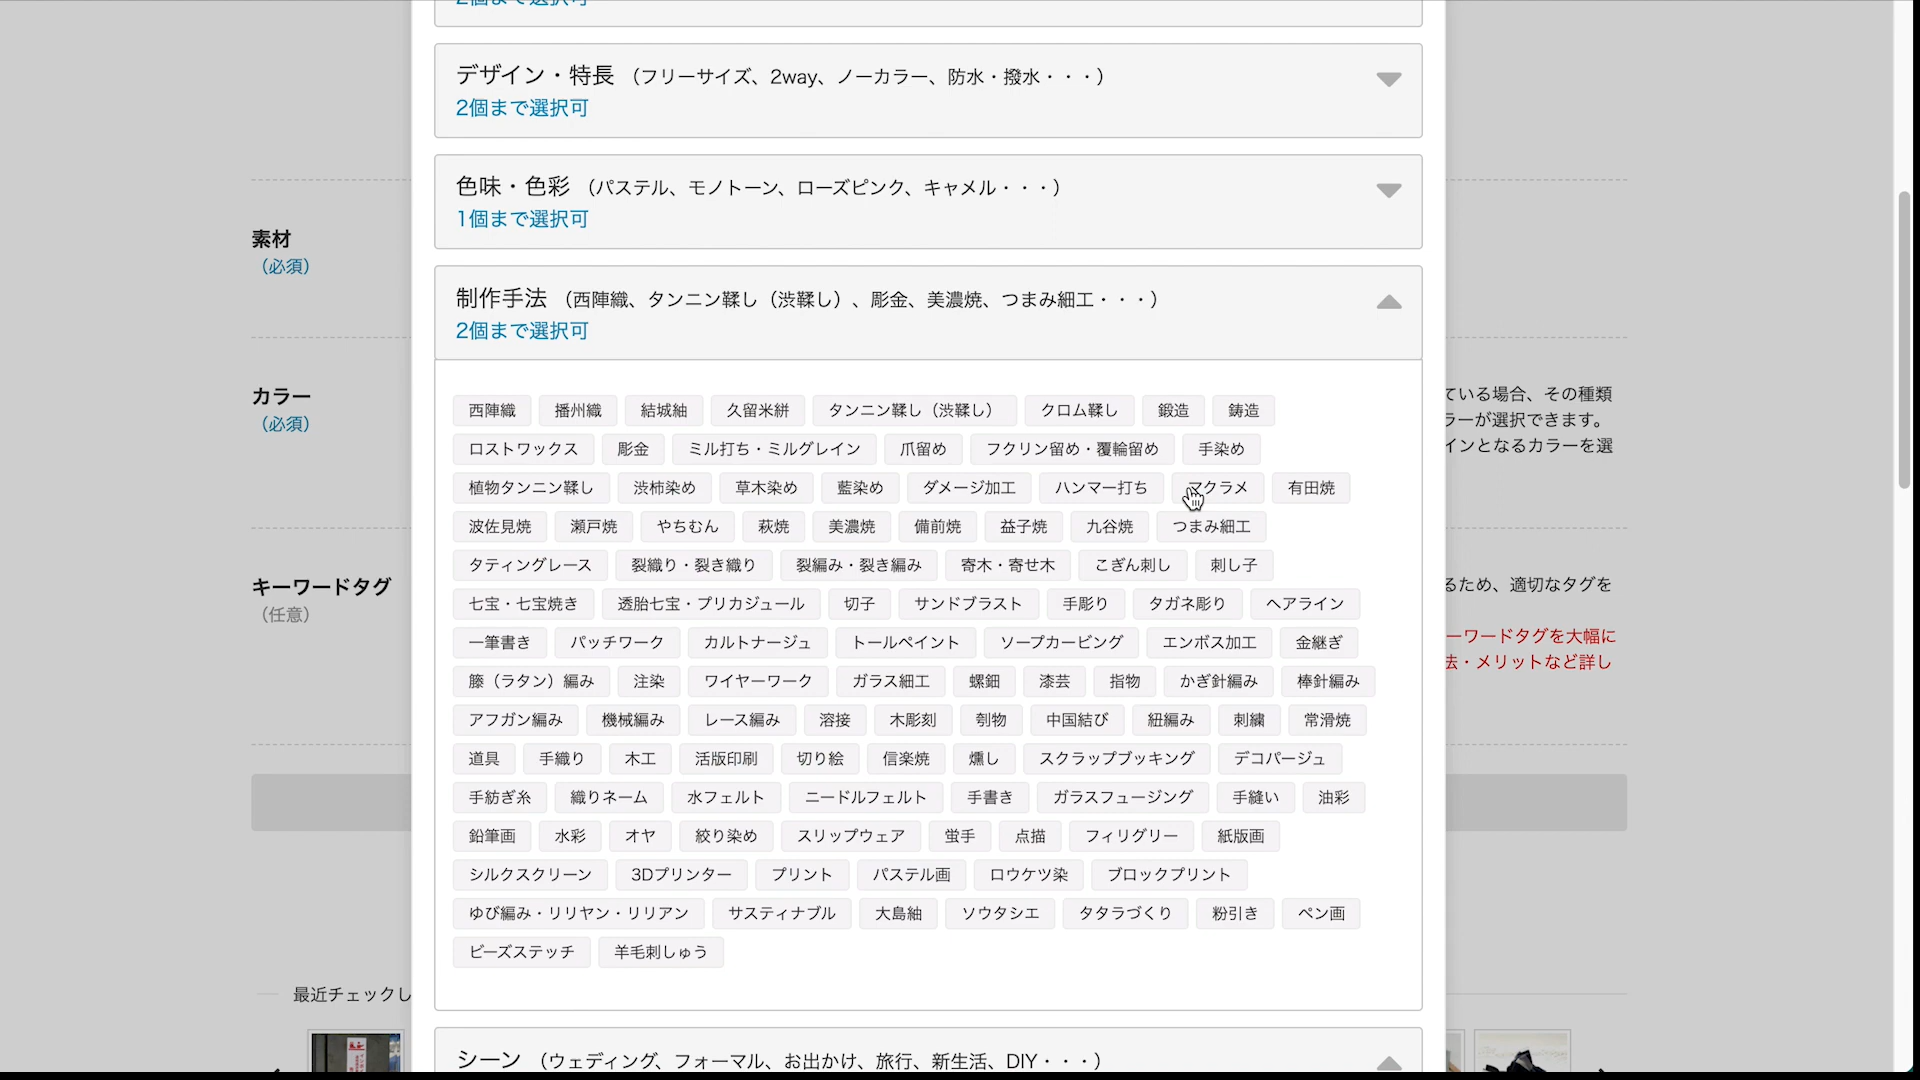 2個まで選択可
デザイン・特長 （フリーサイズ、2way、ノーカラー、防水・撥水・・・）
2個まで選択可
色味・色彩 （パステル、モノトーン、ローズピンク、キャメル・・・）
1個まで選択可
素材
（必須）
制作手法 （西陣織、タンニン鞣し（渋鞣し）、彫金、美濃焼、つまみ細工・・・）
2個まで選択可
カラー
（必須）
ている場合、その種類
ラーが選択できます。
インとなるカラーを選
西陣織 播州織 結城紬 久留米絣 タンニン鞣し（渋鞣し） クロム鞣し 鍛造 鋳造
ロストワックス 彫金 ミル打ち・ミルグレイン 爪留め フクリン留め・覆輪留め 手染め
植物タンニン鞣し 渋柿染め 草木染め 藍染め ダメージ加工 ハンマー打ち マクラメ 有田焼
波佐見焼 瀬戸焼 やちむん 萩焼 美濃焼 備前焼 益子焼 九谷焼 つまみ細工
タティングレース 裂織り・裂き織り 裂編み・裂き編み 寄木・寄せ木 こぎん刺し 刺し子
七宝・七宝焼き 透胎七宝・プリカジュール 切子 サンドブラスト 手彫り タガネ彫り ヘアライン
一筆書き パッチワーク カルトナージュ トールペイント ソープカービング エンボス加工 金継ぎ
籐（ラタン）編み 注染 ワイヤーワーク ガラス細工 螺鈿 漆芸 指物 かぎ針編み 棒針編み
アフガン編み 機械編み レース編み 溶接 木彫刻 刳物 中国結び 紐編み 刺繍 常滑焼
道具 手織り 木工 活版印刷 切り絵 信楽焼 燻し スクラップブッキング デコパージュ
手紡ぎ糸 織りネーム 水フェルト ニードルフェルト 手書き ガラスフュージング 手縫い 油彩
鉛筆画 水彩 オヤ 絞り染め スリップウェア 蛍手 点描 フィリグリー 紙版画
シルクスクリーン 3Dプリンター プリント パステル画 ロウケツ染 ブロックプリント
ゆび編み・リリヤン・リリアン サスティナブル 大島紬 ソウタシエ タタラづくり 粉引き ペン画
ビーズステッチ 羊毛刺しゅう
キーワードタグ
（任意）
るため、適切なタグを
ーワードタグを大幅に
法・メリットなど詳し
最近チェックし
シーン （ウェディング、フォーマル、お出かけ、旅行、新生活、DIY・・・）